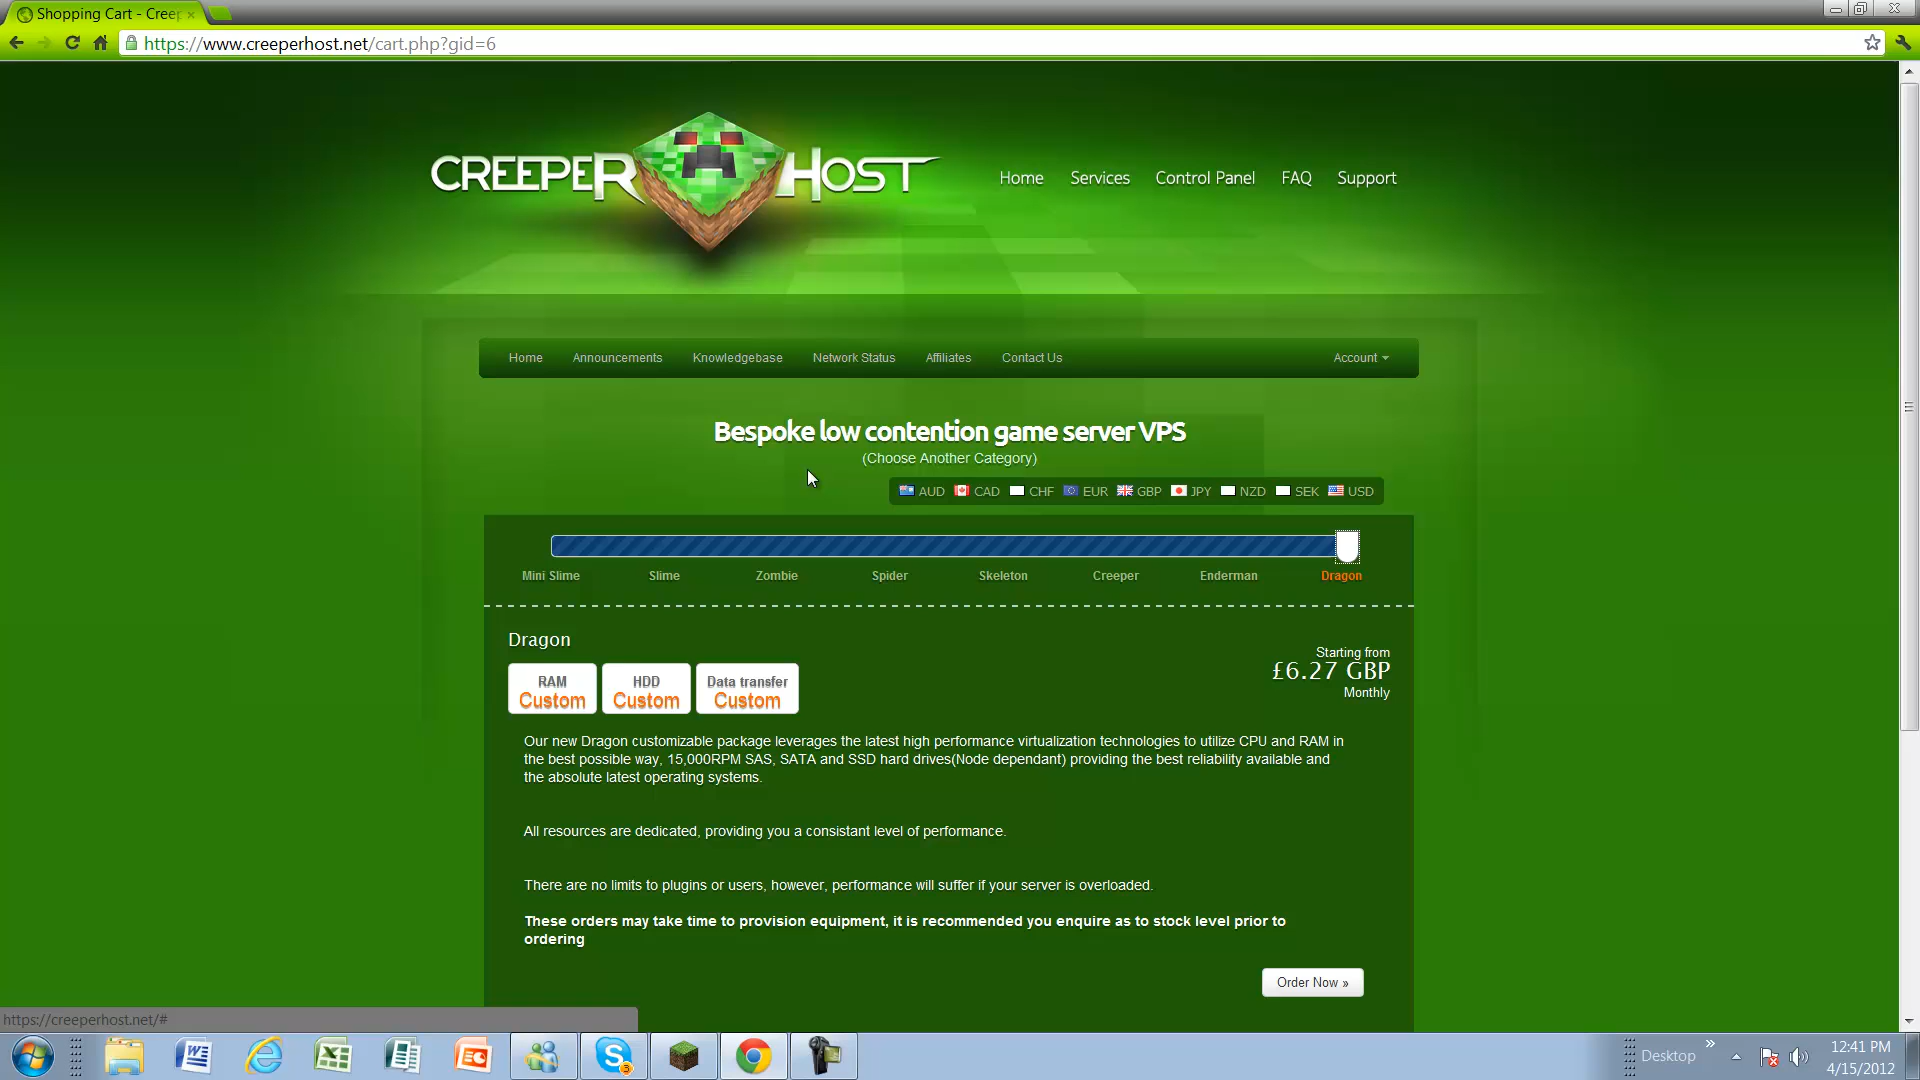 Shopping Cart - Creep
https://www.creeperhost.net/cart.php?gid=6
CREEPER HOST
Home Services Control Panel FAQ Support
Home Announcements Knowledgebase Network Status Affiliates Contact Us Account
Bespoke low contention game server VPS
(Choose Another Category)
AUD CAD CHF EUR GBP JPY NZD SEK USD
Mini Slime Slime Zombie Spider Skeleton Creeper Enderman Dragon
Dragon
Starting from
£6.27 GBP
Monthly
RAM HDD Data transfer
Custom Custom Custom
Our new Dragon customizable package leverages the latest high performance virtualization technologies to utilize CPU and RAM in
the best possible way, 15,000RPM SAS, SATA and SSD hard drives(Node dependant) providing the best reliability available and
the absolute latest operating systems.
All resources are dedicated, providing you a consistant level of performance.
There are no limits to plugins or users, however, performance will suffer if your server is overloaded.
These orders may take time to provision equipment, it is recommended you enquire as to stock level prior to
ordering
Order Now »
https://creeperhost.net/#
3
Desktop »
12:41 PM
4/15/2012